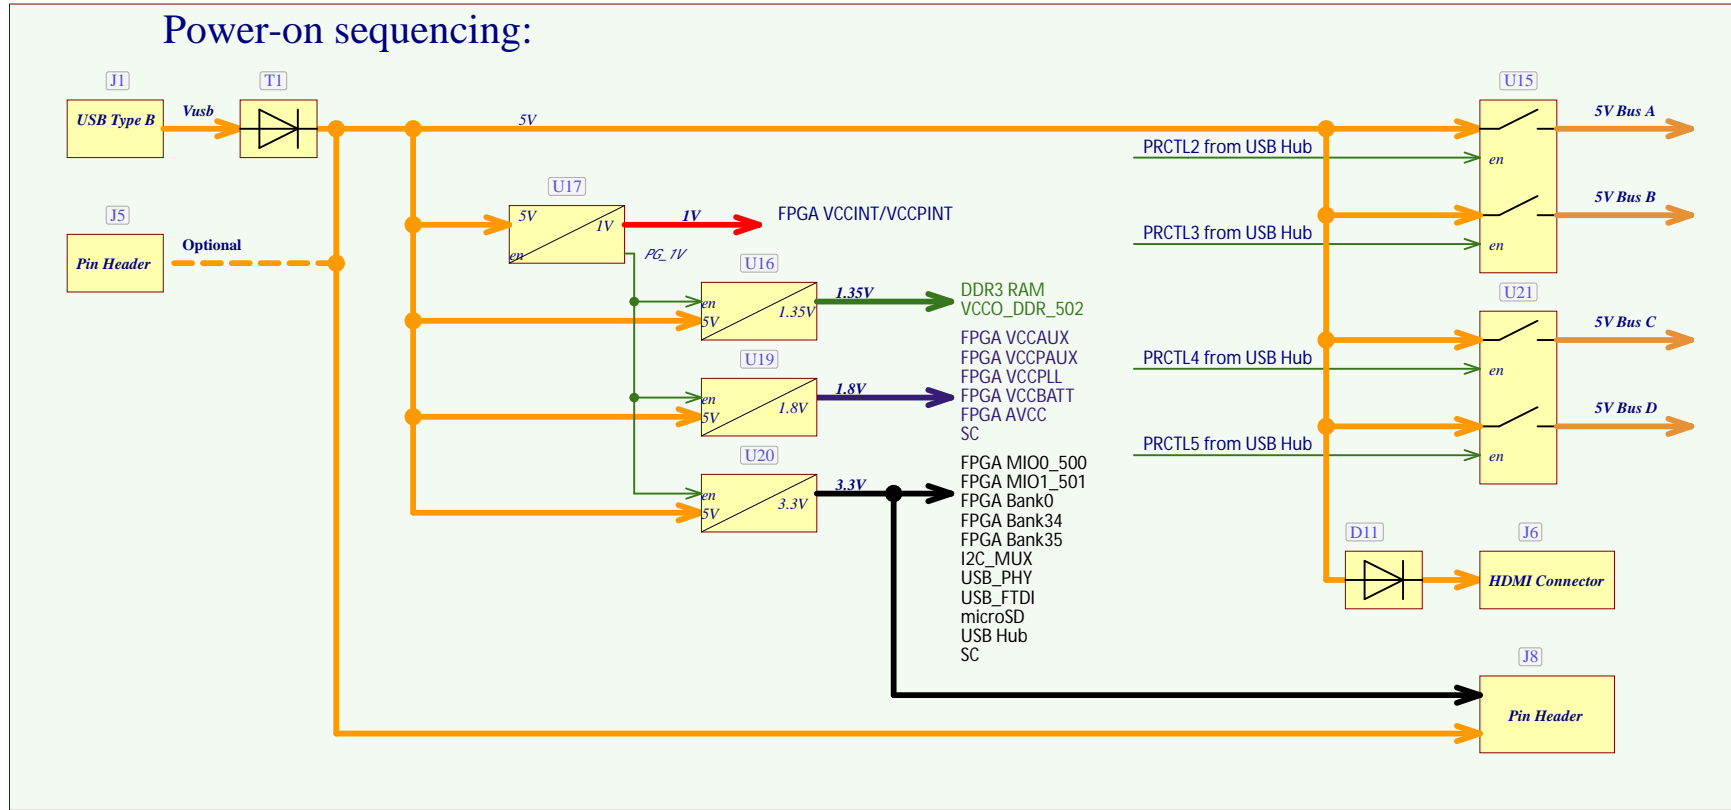 Power-on sequencing:
J1
USB Type B
Vusb
T1
5V
J5
Pin Header
Optional
U17
5V
1V
en
1V
FPGA VCCINT/VCCPINT
PG_1V
U16
en
5V
1.35V
1.35V
DDR3 RAM
VCCO_DDR_502
U19
en
5V
1.8V
1.8V
FPGA VCCAUX
FPGA VCCPAUX
FPGA VCCPLL
FPGA VCCBATT
FPGA AVCC
SC
U20
en
5V
3.3V
3.3V
FPGA MIO0_500
FPGA MIO1_501
FPGA Bank0
FPGA Bank34
FPGA Bank35
I2C_MUX
USB_PHY
USB_FTDI
microSD
USB Hub
SC
U15
5V Bus A
PRCTL2 from USB Hub
en
5V Bus B
PRCTL3 from USB Hub
en
U21
5V Bus C
PRCTL4 from USB Hub
en
5V Bus D
PRCTL5 from USB Hub
en
D11
J6
HDMI Connector
J8
Pin Header